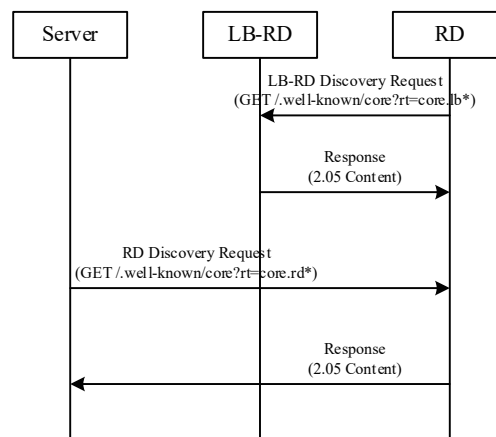 Server
LB-RD
RD
LB-RD Discovery Request
(GET /.well-known/core?rt=core.lb*)
Response
(2.05 Content)
RD Discovery Request
(GET /.well-known/core?rt=core.rd*)
Response
(2.05 Content)